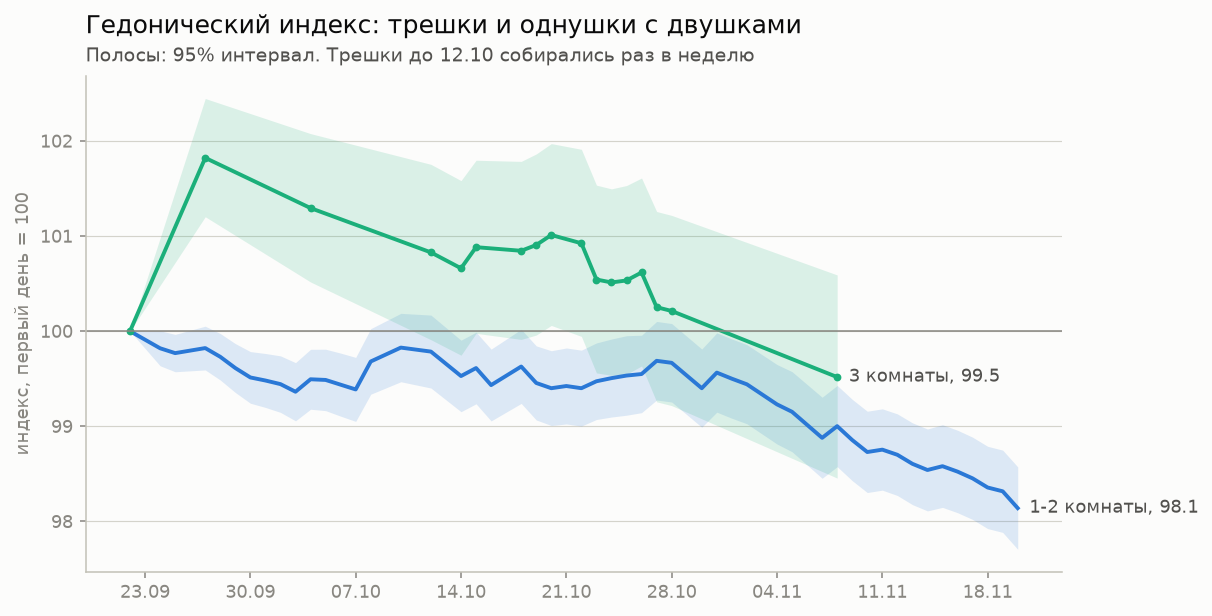 Гедонический индекс: трешки и однушки с двушками
Полосы: 95% интервал. Трешки до 12.10 собирались раз в неделю
индекс, первый день = 100
102
101
100
99
98
3 комнаты, 99.5
1-2 комнаты, 98.1
23.09 30.09 07.10 14.10 21.10 28.10 04.11 11.11 18.11